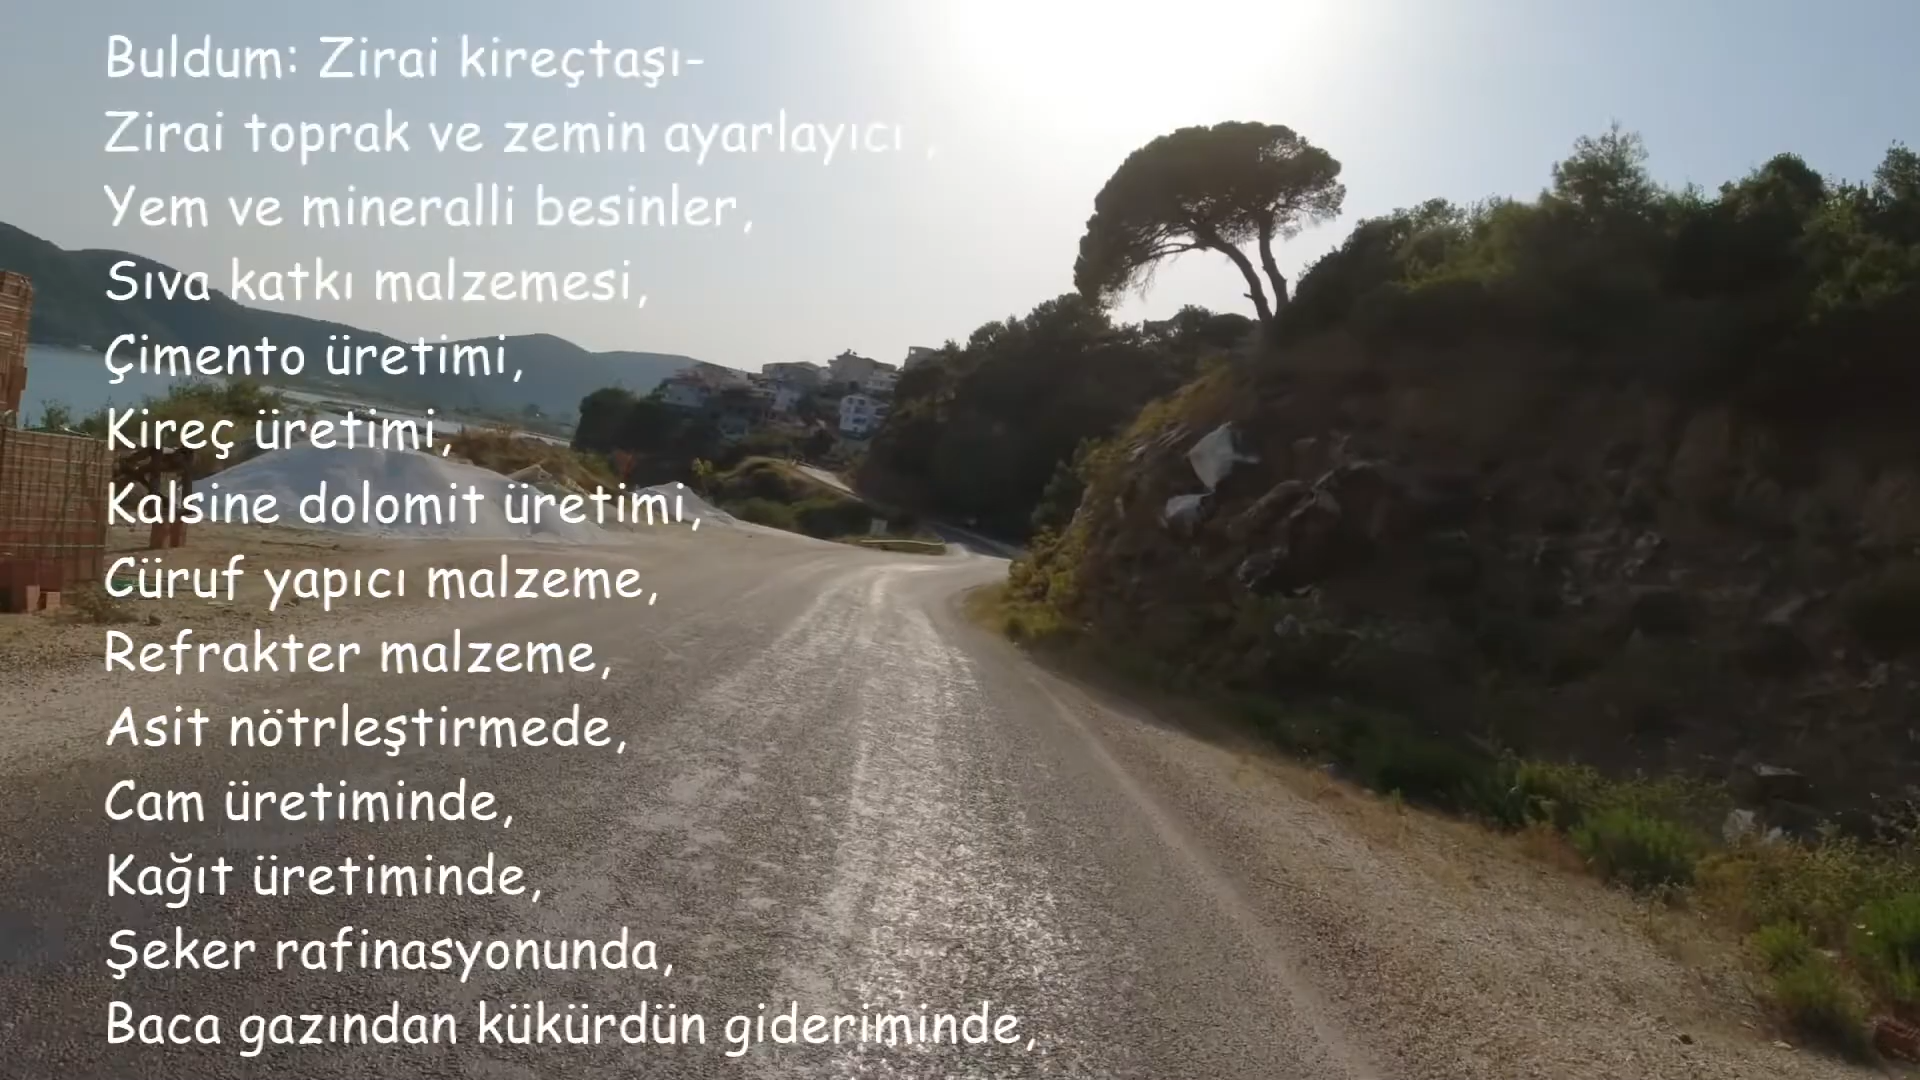 Buldum: Zirai kireçtaşı-
Zirai toprak ve zemin ayarlayıcı ,
Yem ve mineralli besinler,
Sıva katkı malzemesi,
Çimento üretimi,
Kireç üretimi,
Kalsine dolomit üretimi,
Cüruf yapıcı malzeme,
Refrakter malzeme,
Asit nötrleştirmede,
Cam üretiminde,
Kağıt üretiminde,
Şeker rafinasyonunda,
Baca gazından kükürdün gideriminde,